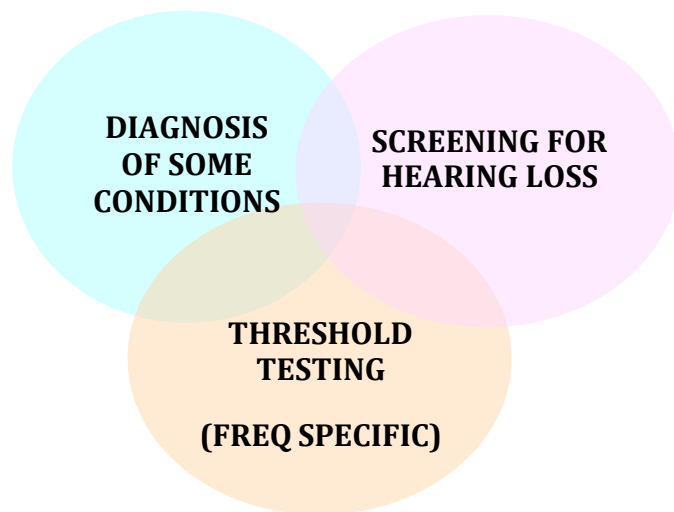 DIAGNOSIS
OF SOME
CONDITIONS
SCREENING FOR
HEARING LOSS
THRESHOLD
TESTING
(FREQ SPECIFIC)